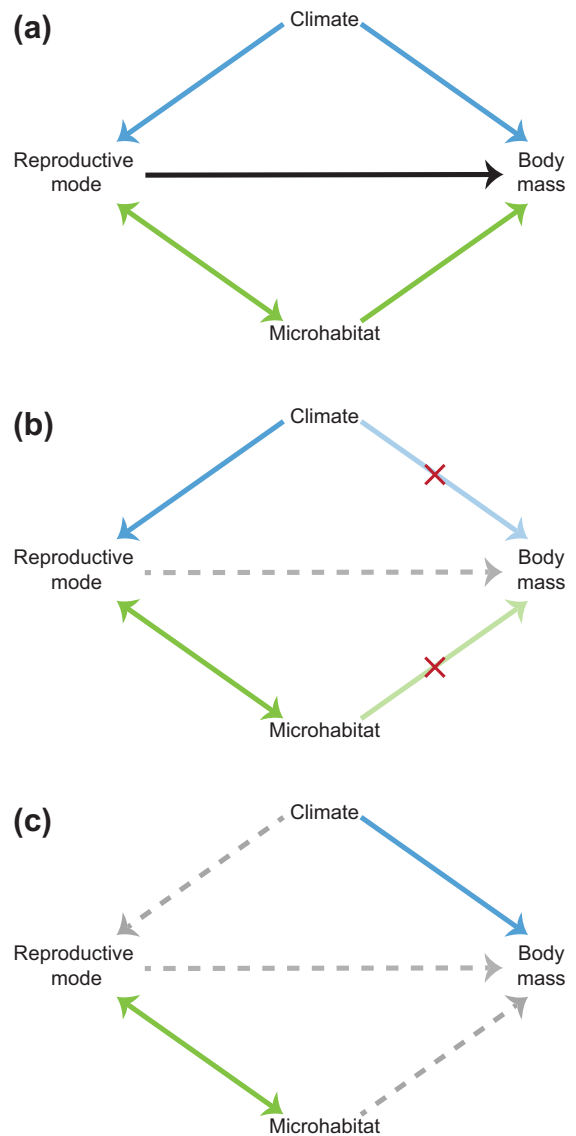 (a)
Climate
Reproductive
mode
Body
mass
Microhabitat
(b)
Climate
Reproductive
mode
Body
mass
Microhabitat
(c)
Climate
Reproductive
mode
Body
mass
Microhabitat